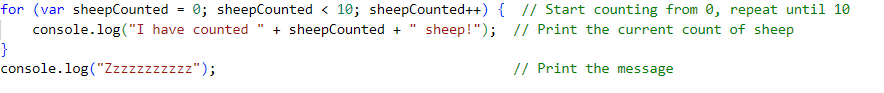 for (var sheepCounted = 0; sheepCounted < 10; sheepCounted++) {  // Start counting from 0, repeat until 10
    console.log("I have counted " + sheepCounted + " sheep!");  // Print the current count of sheep
}
console.log("Zzzzzzzzzzz");                                     // Print the message